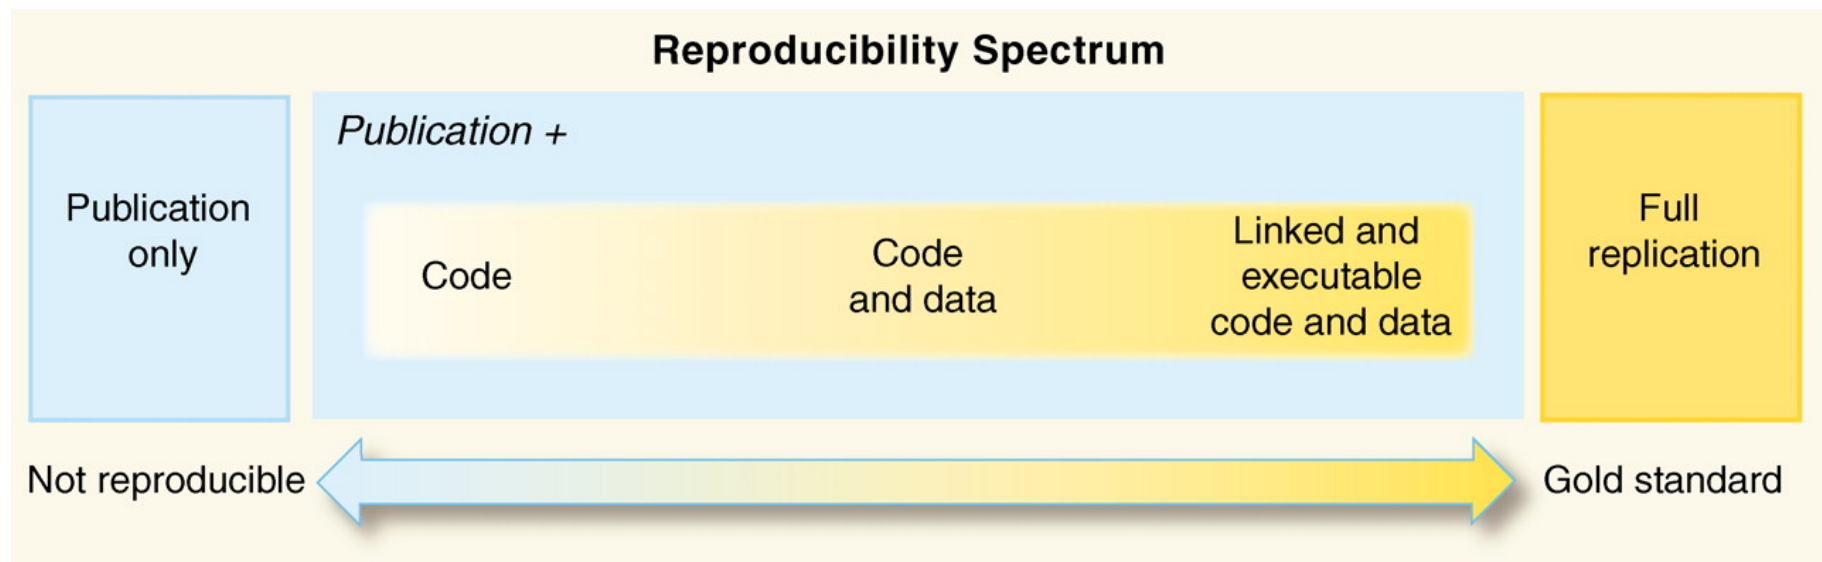 Reproducibility Spectrum
Publication
only
Publication +
Code
Code
and data
Linked and
executable
code and data
Full
replication
Not reproducible
Gold standard